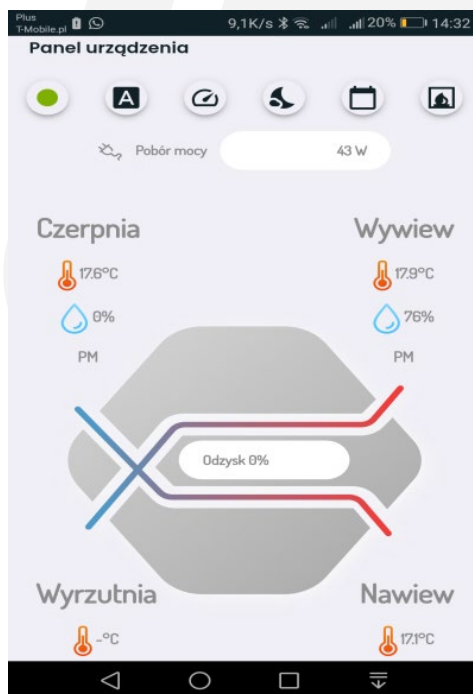 Plus
T-Mobile.pl
9,1K/s 20% 14:32
Panel urządzenia
A
Pobór mocy 43 W
Czerpnia Wywiew
17.6°C 17.9°C
0% 76%
PM PM
Odzysk 0%
Wyrzutnia Nawiew
-°C 17.1°C